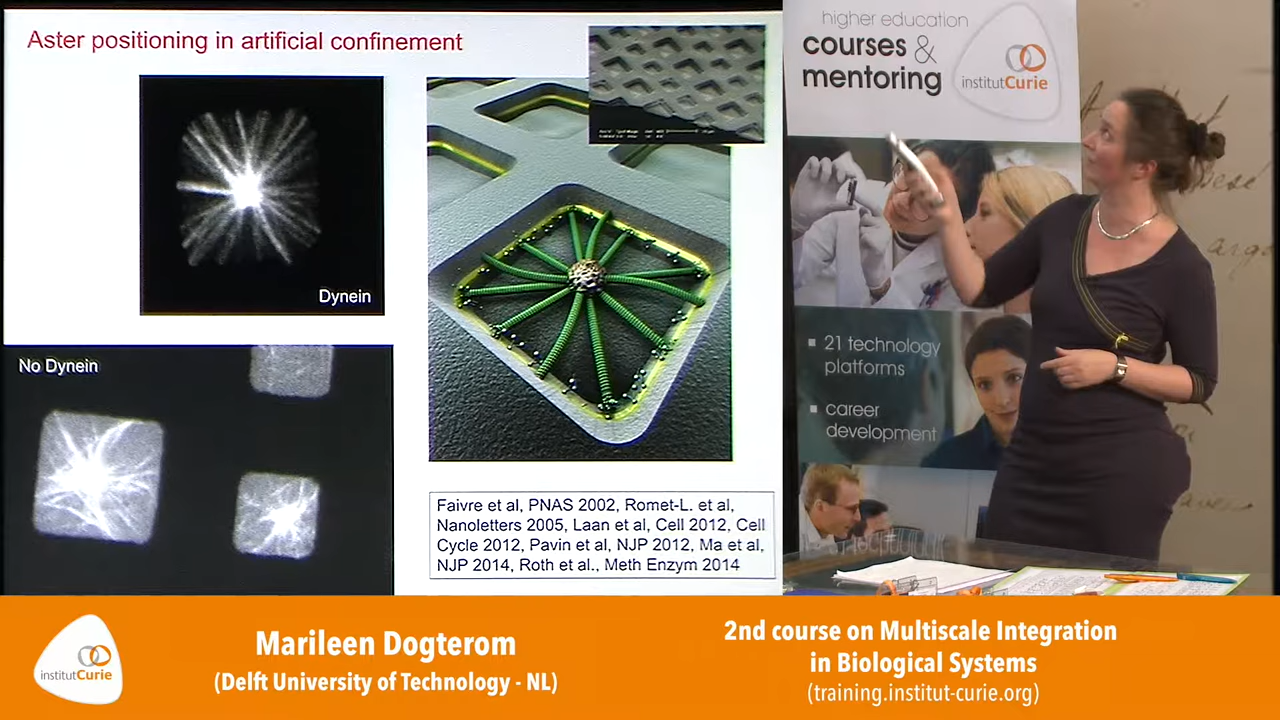 Aster positioning in artificial confinement
Dynein
No Dynein
Faivre et al, PNAS 2002, Romet-L. et al,
Nanoletters 2005, Laan et al, Cell 2012, Cell
Cycle 2012, Pavin et al, NJP 2012, Ma et al,
NJP 2014, Roth et al., Meth Enzym 2014
higher education
courses &
mentoring
institutCurie
21 technology
platforms
career
development
institutCurie
Marileen Dogterom
(Delft University of Technology - NL)
2nd course on Multiscale Integration
in Biological Systems
(training.institut-curie.org)